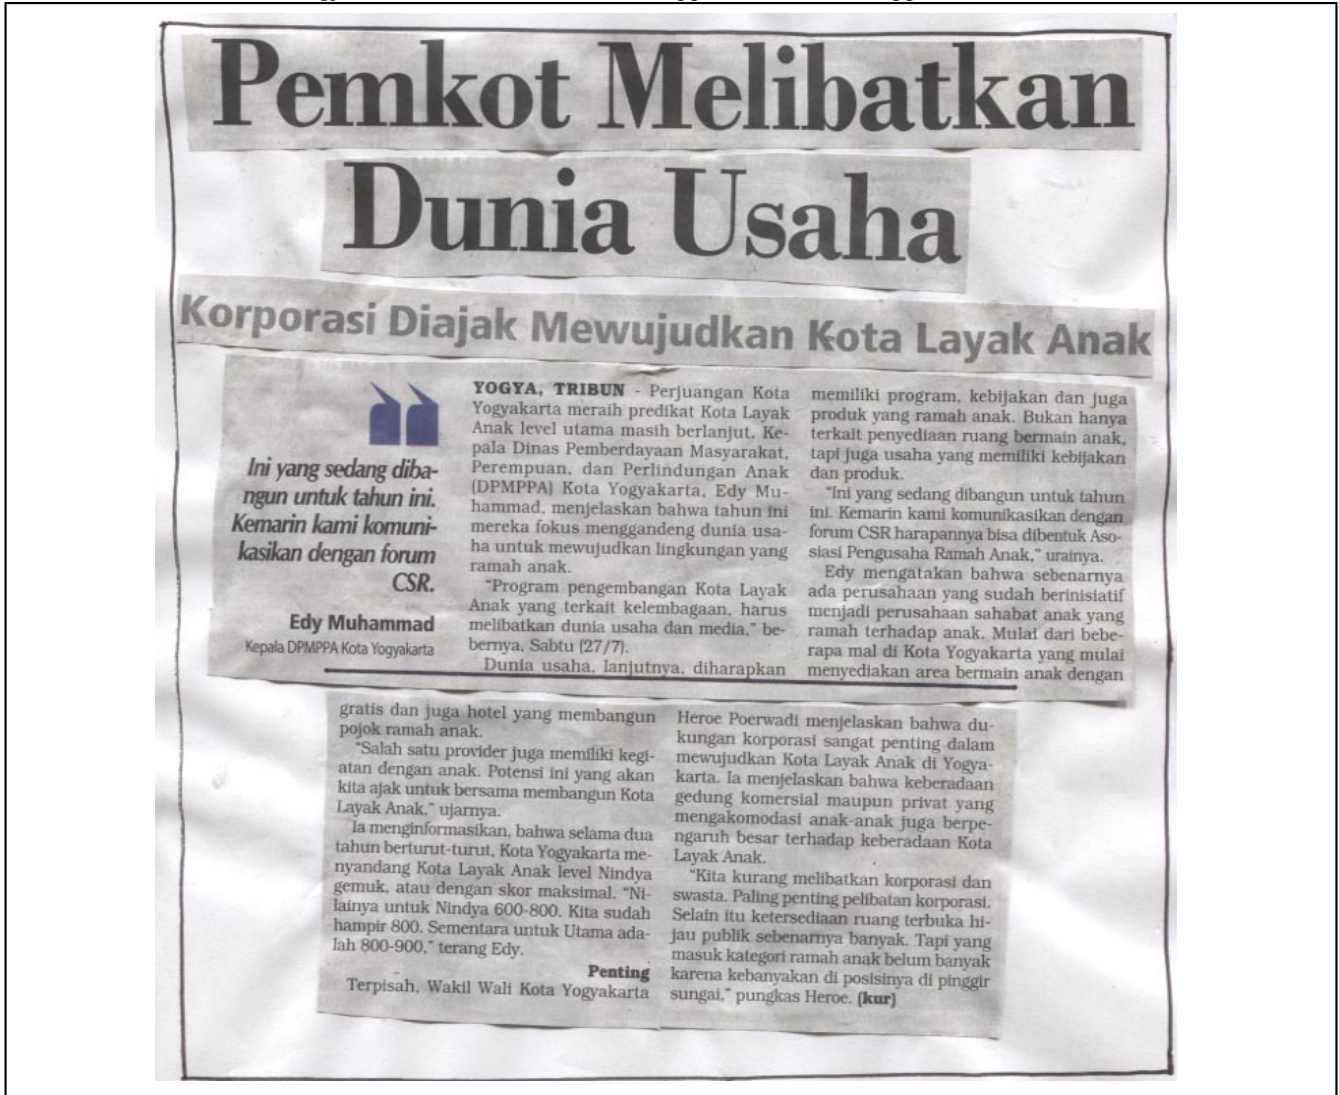 Pemkot Melibatkan
Dunia Usaha
Korporasi Diajak Mewujudkan Kota Layak Anak
Ini yang sedang diba-
ngun untuk tahun ini.
Kemarin kami komuni-
kasikan dengan forum
CSR.
Edy Muhammad
Kepala DPMPPA Kota Yogyakarta
YOGYA, TRIBUN - Perjuangan Kota
Yogyakarta meraih predikat Kota Layak
Anak level utama masih berlanjut. Ke-
pala Dinas Pemberdayaan Masyarakat,
Perempuan, dan Perlindungan Anak
(DPMPPA) Kota Yogyakarta, Edy Mu-
hammad, menjelaskan bahwa tahun ini
mereka fokus menggandeng dunia usa-
ha untuk mewujudkan lingkungan yang
ramah anak.
"Program pengembangan Kota Layak
Anak yang terkait kelembagaan, harus
melibatkan dunia usaha dan media," be-
bernya, Sabtu (27/7).
Dunia usaha, lanjutnya, diharapkan
memiliki program, kebijakan dan juga
produk yang ramah anak. Bukan hanya
terkait penyediaan ruang bermain anak,
tapi juga usaha yang memiliki kebijakan
dan produk.
"Ini yang sedang dibangun untuk tahun
ini. Kemarin kami komunikasikan dengan
forum CSR harapannya bisa dibentuk Aso-
siasi Pengusaha Ramah Anak," urainya.
Edy mengatakan bahwa sebenarnya
ada perusahaan yang sudah berinisiatif
menjadi perusahaan sahabat anak yang
ramah terhadap anak. Mulai dari bebe-
rapa mal di Kota Yogyakarta yang mulai
menyediakan area bermain anak dengan
gratis dan juga hotel yang membangun
pojok ramah anak.
"Salah satu provider juga memiliki kegi-
atan dengan anak. Potensi ini yang akan
kita ajak untuk bersama membangun Kota
Layak Anak," ujarnya.
Ia menginformasikan, bahwa selama dua
tahun berturut-turut, Kota Yogyakarta me-
nyandang Kota Layak Anak level Nindya
gemuk, atau dengan skor maksimal. "Ni-
lainya untuk Nindya 600-800. Kita sudah
hampir 800. Sementara untuk Utama ada-
lah 800-900," terang Edy.
Penting
Terpisah, Wakil Wali Kota Yogyakarta
Heroe Poerwadi menjelaskan bahwa du-
kungan korporasi sangat penting dalam
mewujudkan Kota Layak Anak di Yogya-
karta. Ia menjelaskan bahwa keberadaan
gedung komersial maupun privat yang
mengakomodasi anak-anak juga berpe-
ngaruh besar terhadap keberadaan Kota
Layak Anak.
"Kita kurang melibatkan korporasi dan
swasta. Paling penting pelibatan korporasi.
Selain itu ketersediaan ruang terbuka hi-
jau publik sebenarnya banyak. Tapi yang
masuk kategori ramah anak belum banyak
karena kebanyakan di posisinya di pinggir
sungai," pungkas Heroe. (kur)